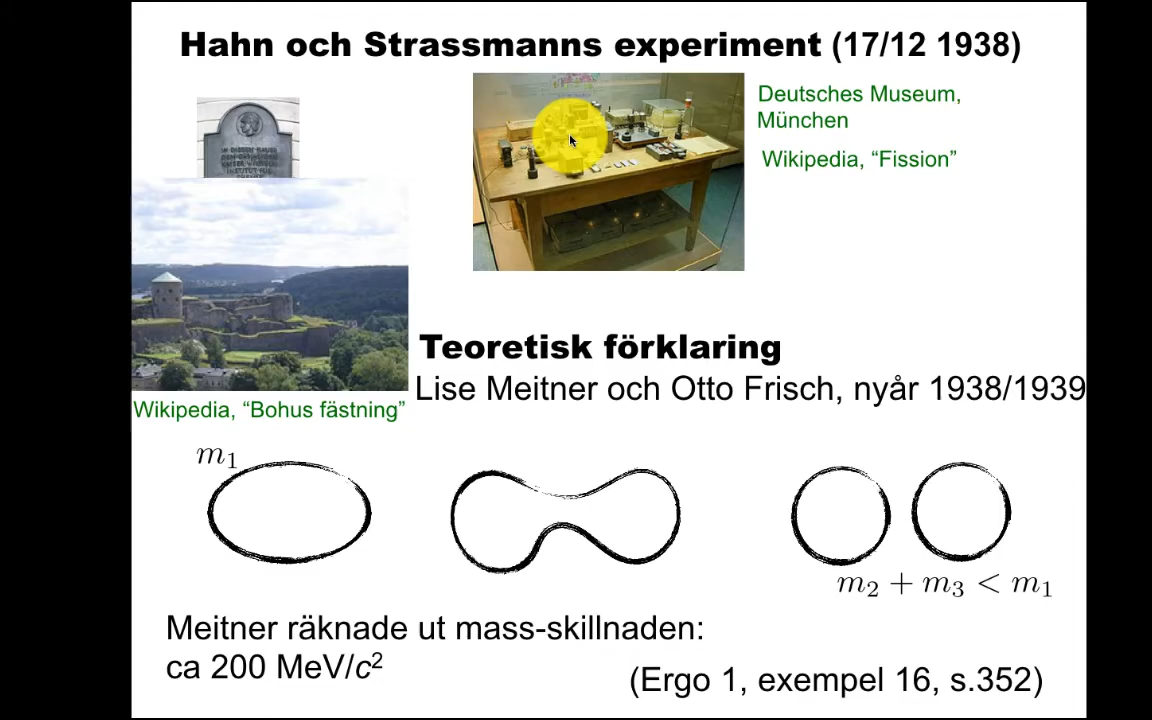 Hahn och Strassmanns experiment (17/12 1938)
Deutsches Museum,
München
Wikipedia, “Fission”
Teoretisk förklaring
Lise Meitner och Otto Frisch, nyår 1938/1939
Wikipedia, “Bohus fästning”
m₁
m₂ + m₃ < m₁
Meitner räknade ut mass-skillnaden:
ca 200 MeV/c²
(Ergo 1, exempel 16, s.352)